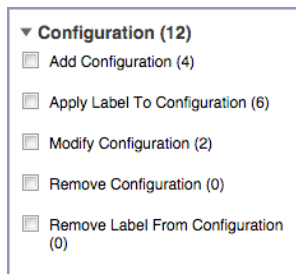 Configuration (12)
Add Configuration (4)
Apply Label To Configuration (6)
Modify Configuration (2)
Remove Configuration (0)
Remove Label From Configuration
(0)